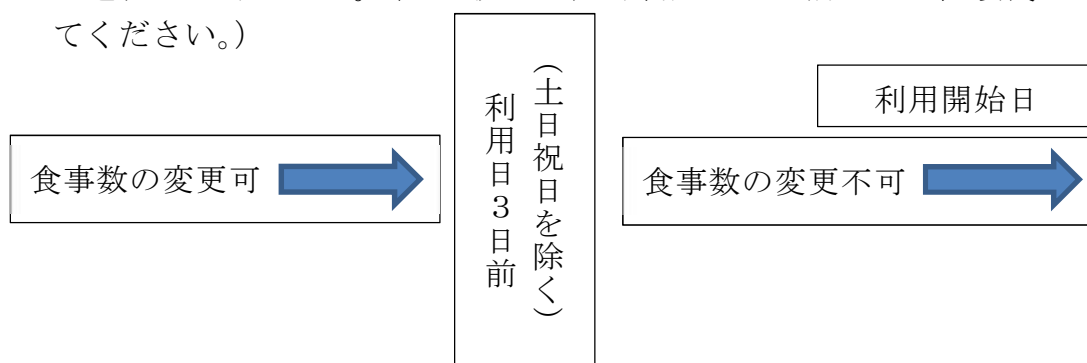 てください。）
利用日３日前
（土日祝日を除く）
利用開始日
食事数の変更可
食事数の変更不可